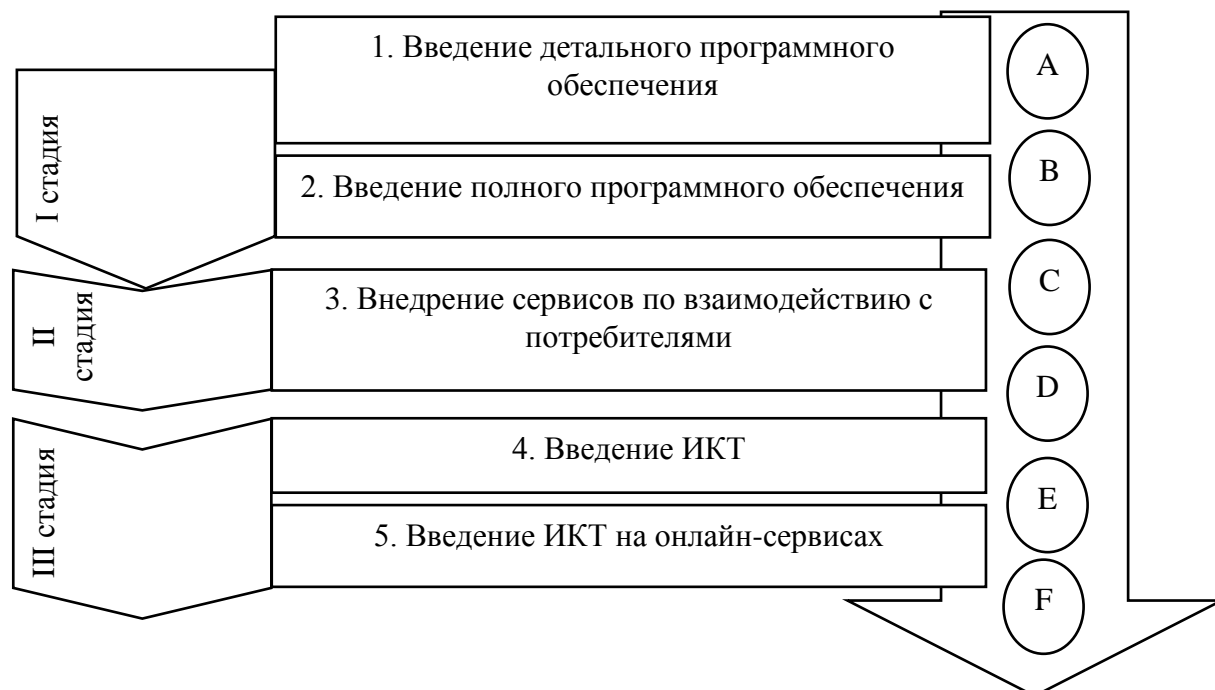 1. Введение детального программного
обеспечения
A
I стадия
2. Введение полного программного обеспечения
B
II
стадия
3. Внедрение сервисов по взаимодействию с
потребителями
C
D
III стадия
4. Введение ИКТ
5. Введение ИКТ на онлайн-сервисах
E
F